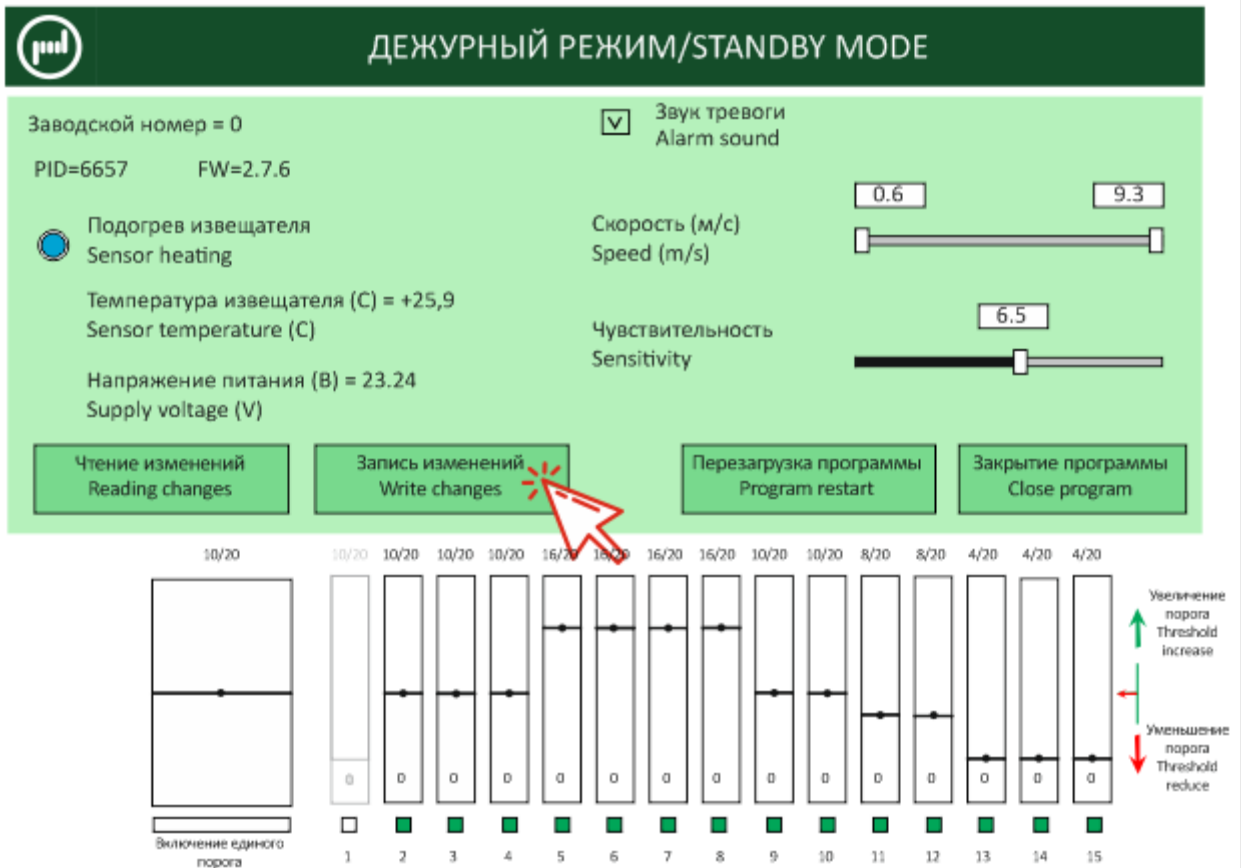 ДЕЖУРНЫЙ РЕЖИМ/STANDBY MODE
Заводской номер = 0
PID=6657 FW=2.7.6
Подогрев извещателя
Sensor heating
Температура извещателя (С) = +25,9
Sensor temperature (C)
Напряжение питания (В) = 23.24
Supply voltage (V)
V Звук тревоги
Alarm sound
0.6 9.3
Скорость (м/с)
Speed (m/s)
6.5
Чувствительность
Sensitivity
Чтение изменений
Reading changes
Запись изменений
Write changes
Перезагрузка программы
Program restart
Закрытие программы
Close program
10/20 10/20 10/20 10/20 10/20 16/20 16/20 16/20 16/20 10/20 10/20 8/20 8/20 4/20 4/20 4/20
Увеличение
порога
Threshold
increase
Уменьшение
порога
Threshold
reduce
0 0 0 0 0 0 0 0 0 0 0 0 0 0 0
Включение единого
порога
1 2 3 4 5 6 7 8 9 10 11 12 13 14 15